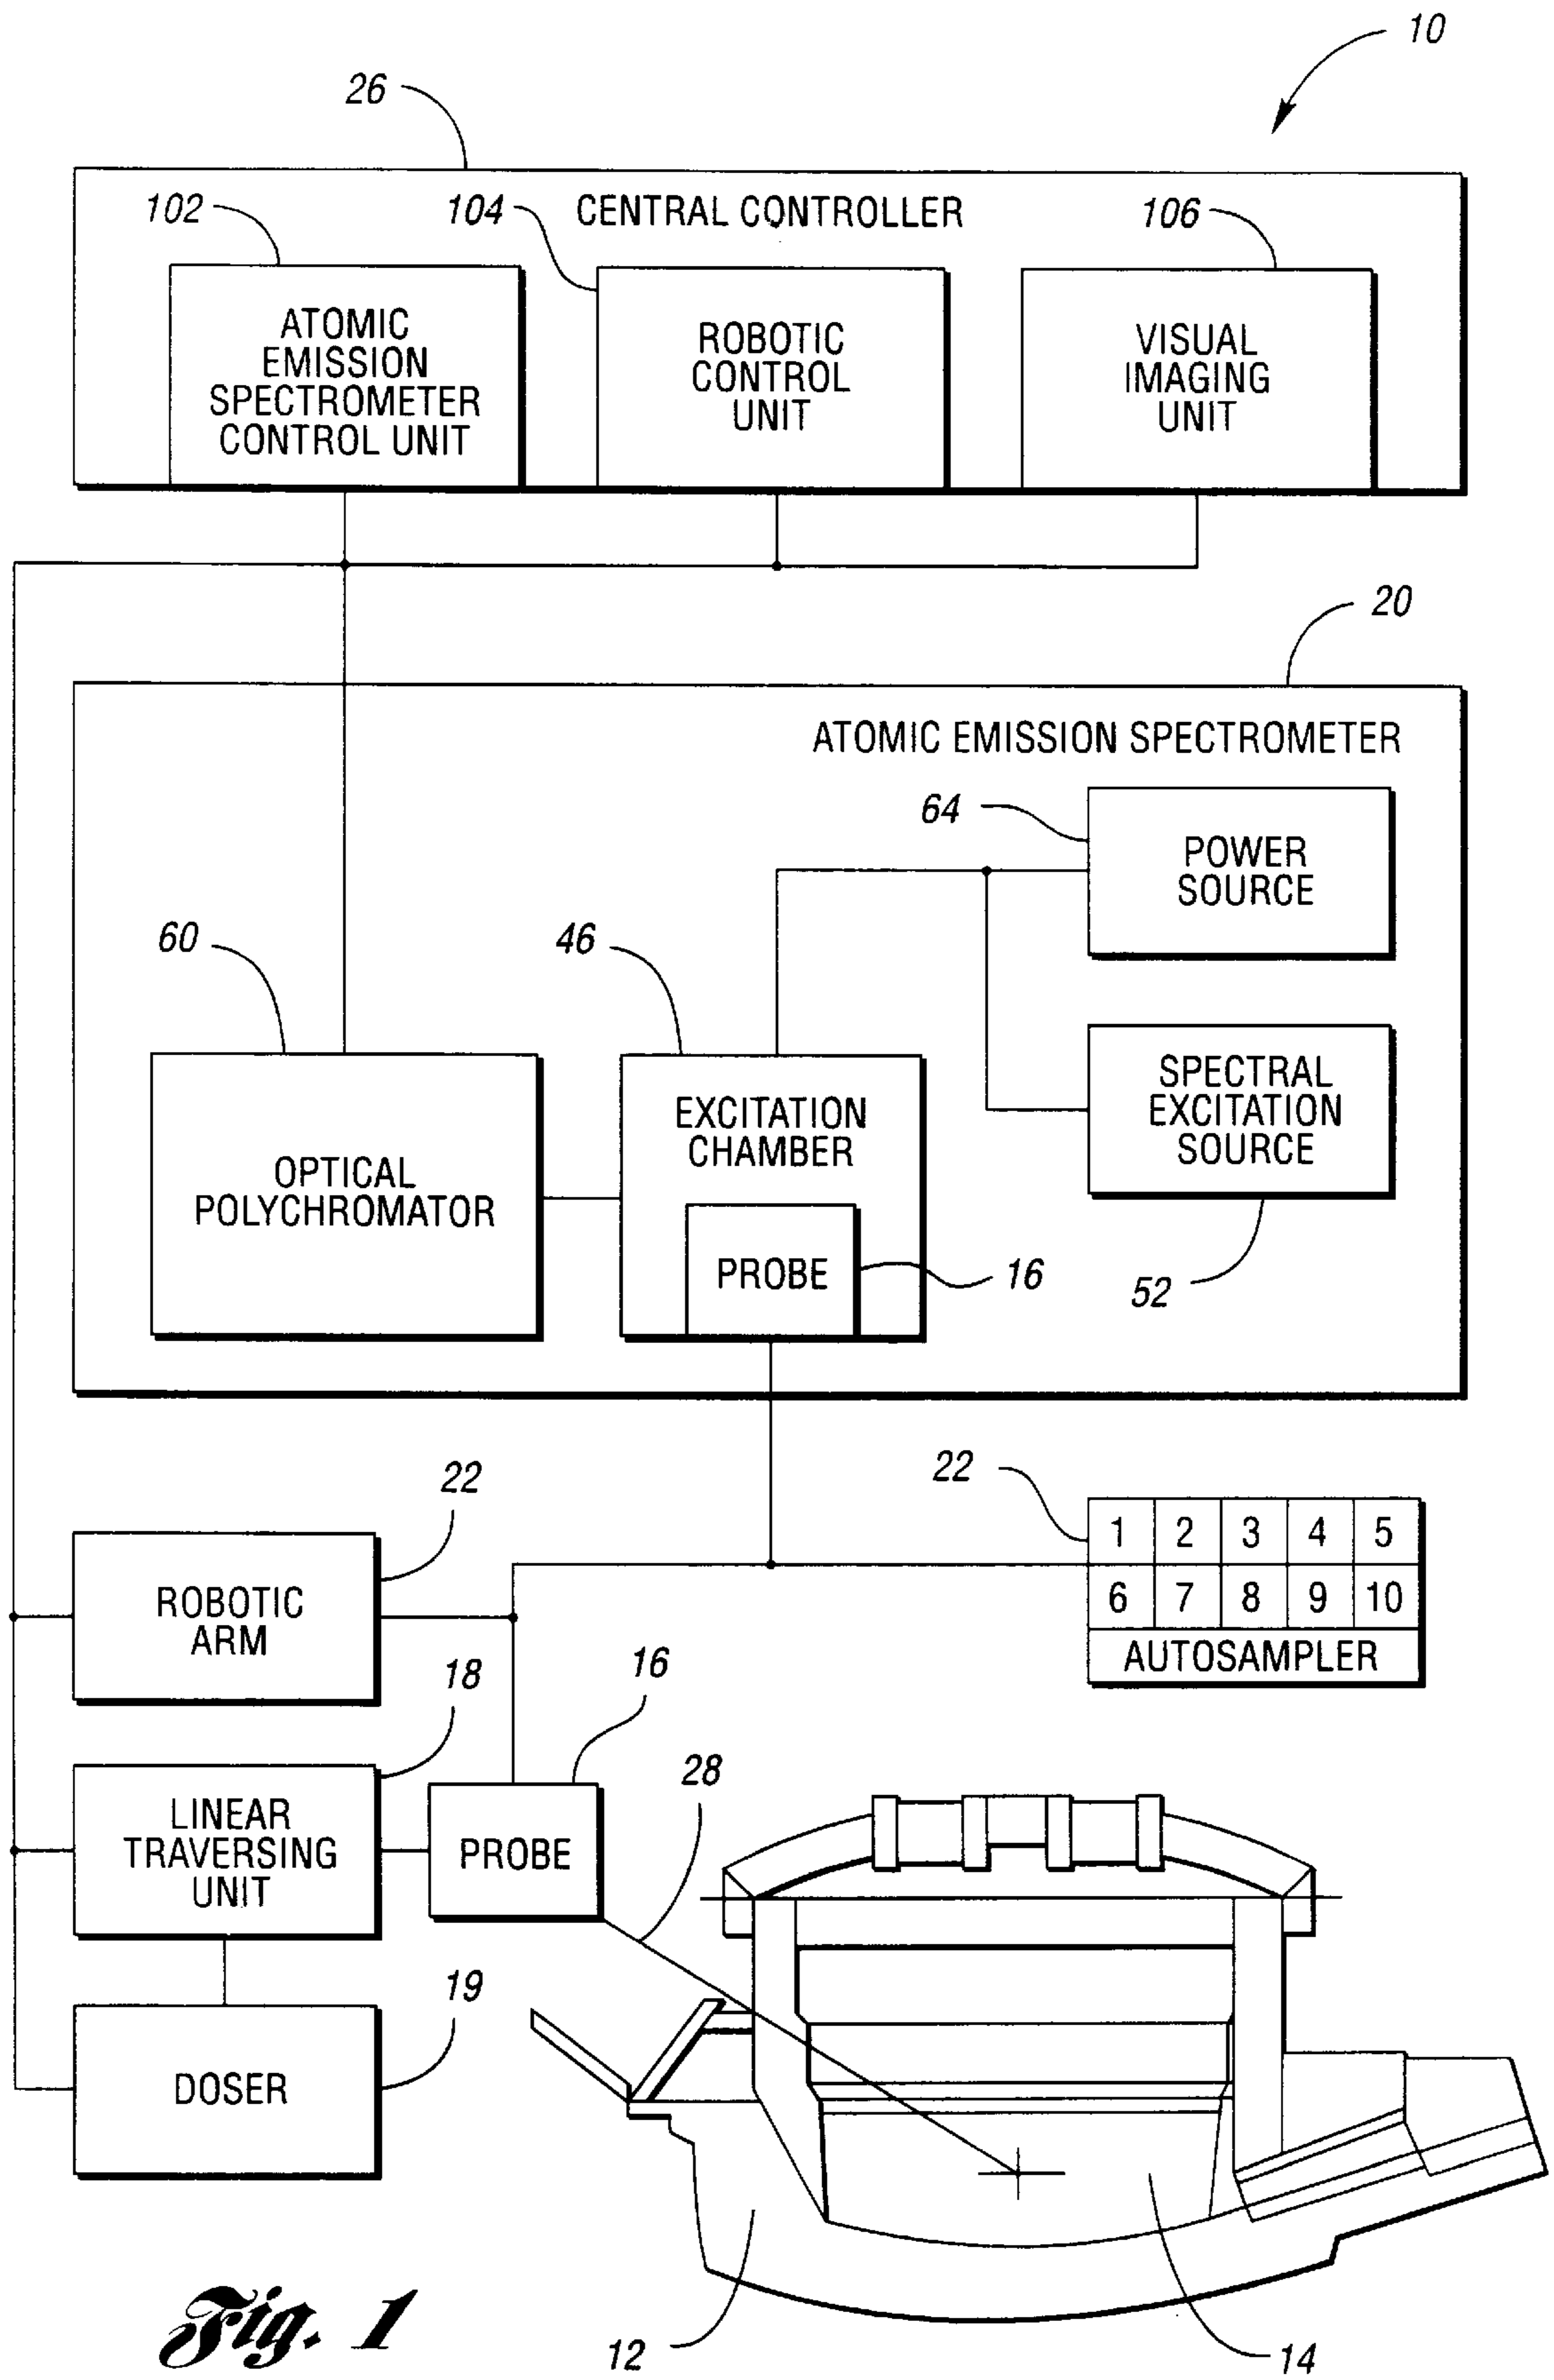 10
26
CENTRAL CONTROLLER
102
104
106
ATOMIC
EMISSION
SPECTROMETER
CONTROL UNIT
ROBOTIC
CONTROL
UNIT
VISUAL
IMAGING
UNIT
20
ATOMIC EMISSION SPECTROMETER
64
POWER
SOURCE
60
46
OPTICAL
POLYCHROMATOR
EXCITATION
CHAMBER
SPECTRAL
EXCITATION
SOURCE
PROBE
16
52
22
ROBOTIC
ARM
22
1 2 3 4 5
6 7 8 9 10
AUTOSAMPLER
18
16
LINEAR
TRAVERSING
UNIT
PROBE
28
19
DOSER
12
14
Fig. 1